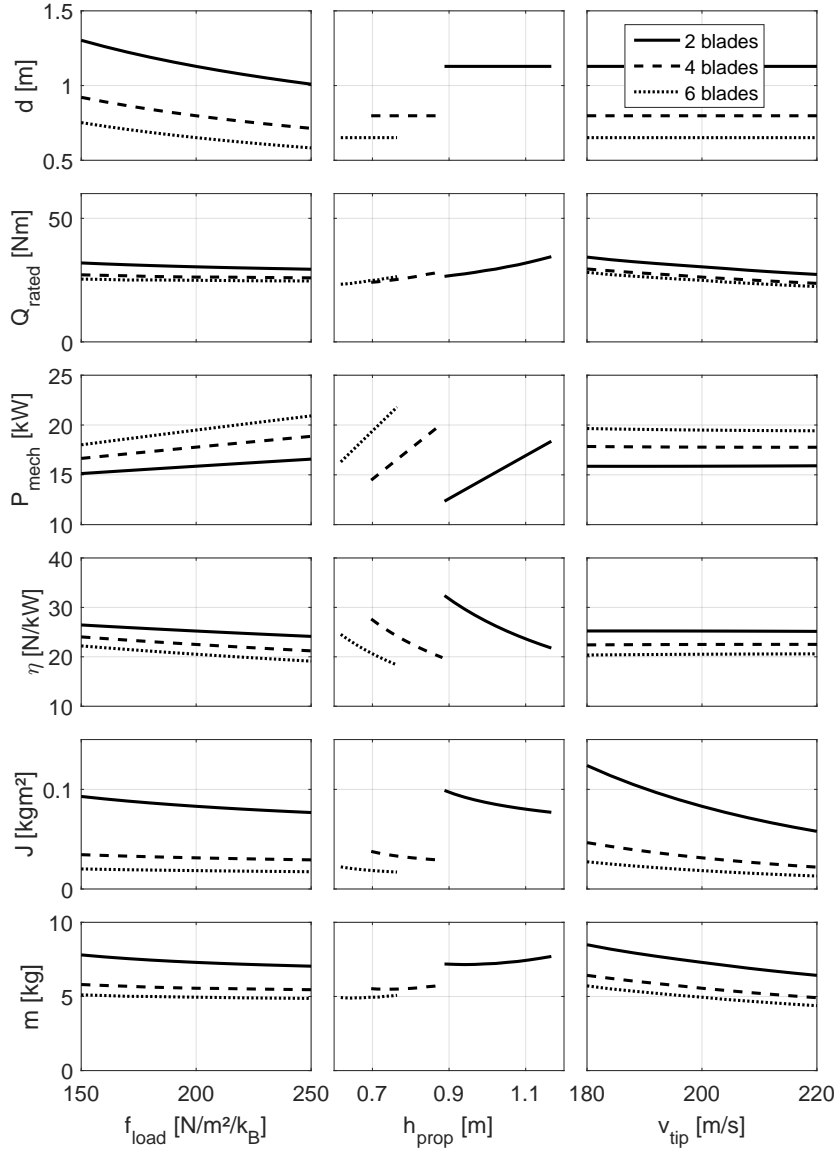 1.5
1
0.5
d [m]
2 blades
4 blades
6 blades
50
0
Q_rated [Nm]
25
20
15
10
P_mech [kW]
40
30
20
10
η [N/kW]
0.1
0
J [kgm²]
10
5
0
m [kg]
150 200 250
0.7 0.9 1.1
180 200 220
f_load [N/m²/k_B]
h_prop [m]
v_tip [m/s]